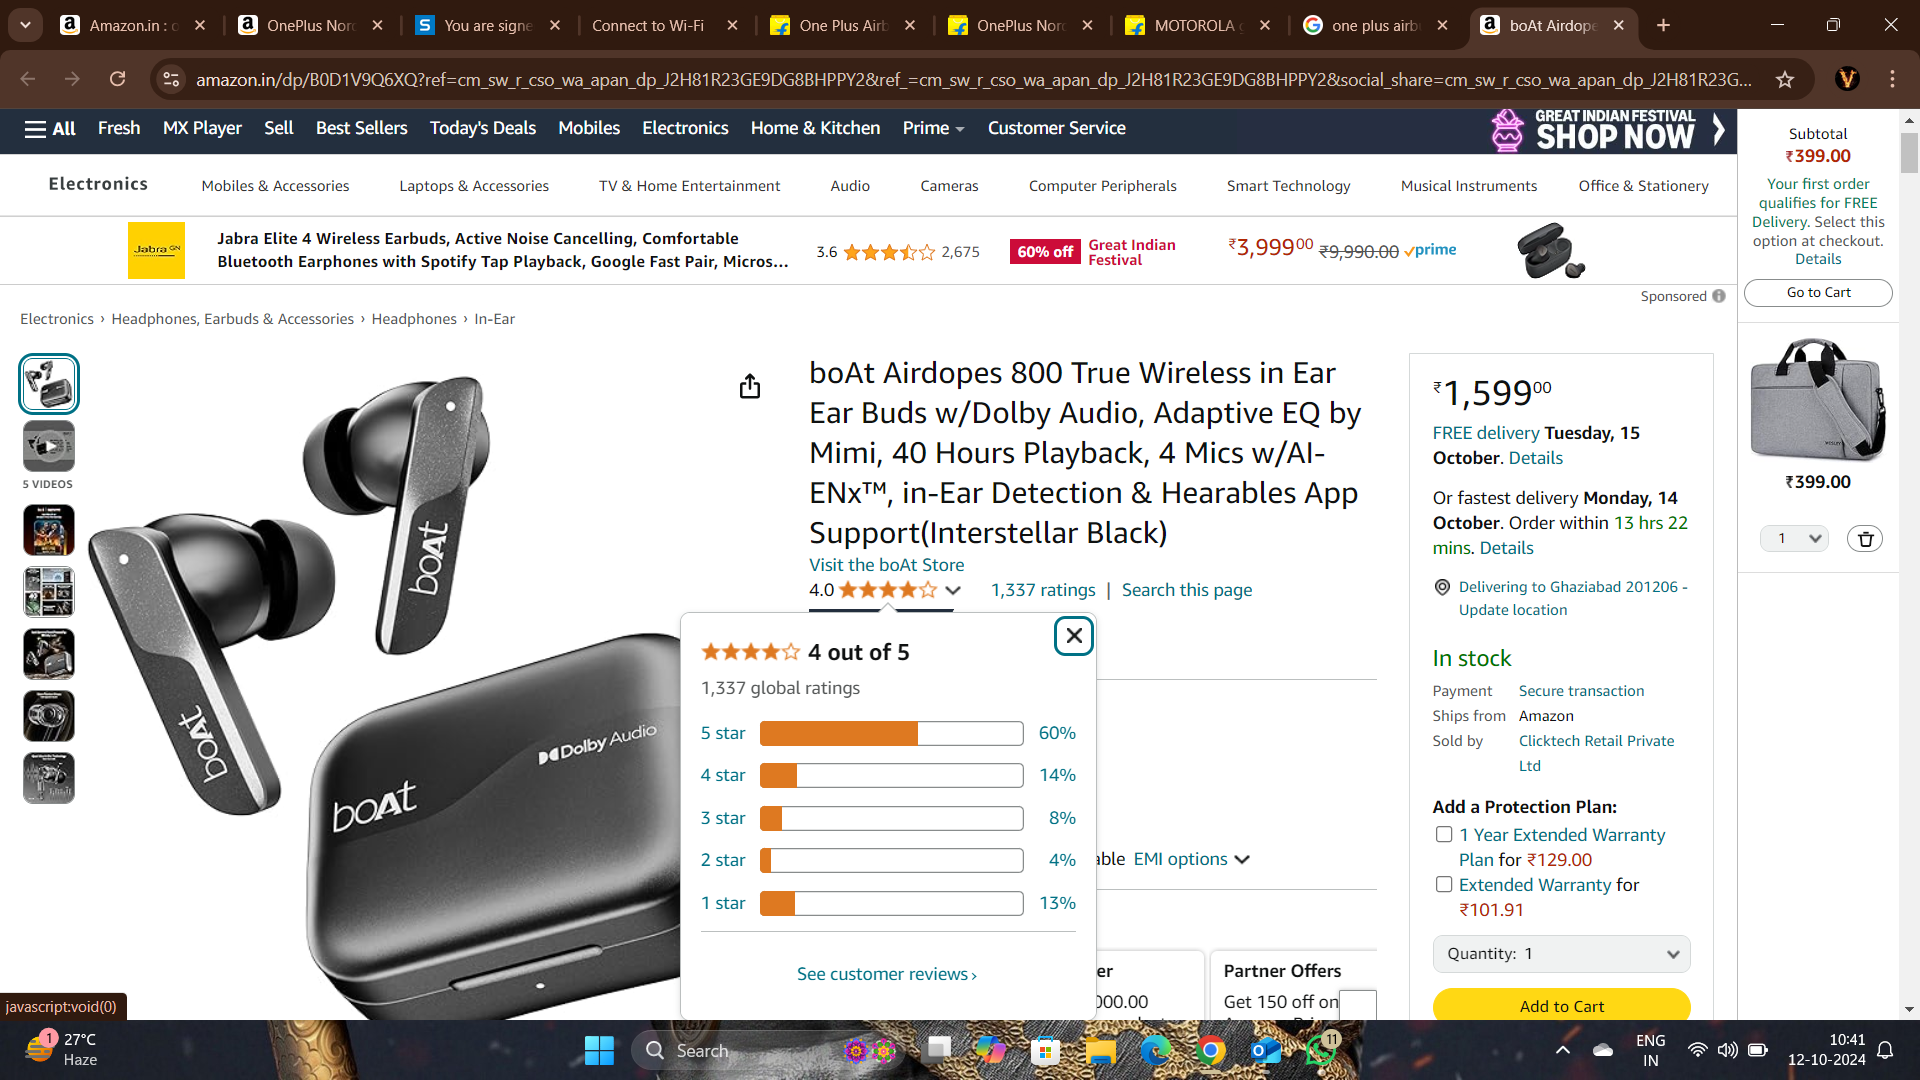 Amazon.in : o
OnePlus Nord
You are signe
Connect to Wi-Fi
One Plus Airb
OnePlus Nord
MOTOROLA g
one plus airbu
boAt Airdope
amazon.in/dp/B0D1V9Q6XQ?ref=cm_sw_r_cso_wa_apan_dp_J2H81R23GE9DG8BHPPY2&ref_=cm_sw_r_cso_wa_apan_dp_J2H81R23GE9DG8BHPPY2&social_share=cm_sw_r_cso_wa_apan_dp_J2H81R23G...
All Fresh MX Player Sell Best Sellers Today's Deals Mobiles Electronics Home & Kitchen Prime Customer Service
GREAT INDIAN FESTIVAL
SHOP NOW
Electronics Mobiles & Accessories Laptops & Accessories TV & Home Entertainment Audio Cameras Computer Peripherals Smart Technology Musical Instruments Office & Stationery
Jabra GN
Jabra Elite 4 Wireless Earbuds, Active Noise Cancelling, Comfortable
Bluetooth Earphones with Spotify Tap Playback, Google Fast Pair, Micros...
3.6 2,675
60% off
Great Indian
Festival
₹3,99900 ₹9,990.00 prime
Sponsored
Electronics › Headphones, Earbuds & Accessories › Headphones › In-Ear
5 VIDEOS
boAt
boAt
boAt
Dolby Audio
boAt Airdopes 800 True Wireless in Ear
Ear Buds w/Dolby Audio, Adaptive EQ by
Mimi, 40 Hours Playback, 4 Mics w/AI-
ENx™, in-Ear Detection & Hearables App
Support(Interstellar Black)
Visit the boAt Store
4.0 1,337 ratings | Search this page
4 out of 5
1,337 global ratings
5 star 60%
4 star 14%
3 star 8%
2 star 4%
1 star 13%
See customer reviews ›
able EMI options
er
000.00
Partner Offers
Get 150 off on
₹1,59900
FREE delivery Tuesday, 15
October. Details
Or fastest delivery Monday, 14
October. Order within 13 hrs 22
mins. Details
Delivering to Ghaziabad 201206 -
Update location
In stock
Payment Secure transaction
Ships from Amazon
Sold by Clicktech Retail Private
Ltd
Add a Protection Plan:
1 Year Extended Warranty
Plan for ₹129.00
Extended Warranty for
₹101.91
Quantity: 1
Add to Cart
Subtotal
₹399.00
Your first order
qualifies for FREE
Delivery. Select this
option at checkout.
Details
Go to Cart
WESLEY
₹399.00
1
javascript:void(0)
1
27°C
Haze
Search
11
ENG
IN
10:41
12-10-2024